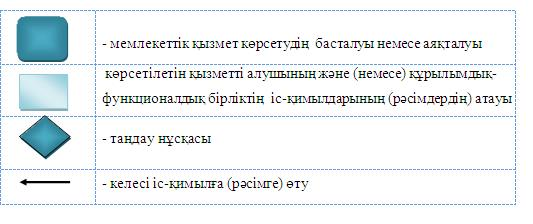 - мемлекеттік қызмет көрсетудің басталуы немесе аяқталуы
көрсетілетін қызметті алушының және (немесе) құрылымдық-
функционалдық бірліктің іс-қимылдарының (рәсімдердің) атауы
- таңдау нұсқасы
- келесі іс-қимылға (рәсімге) өту